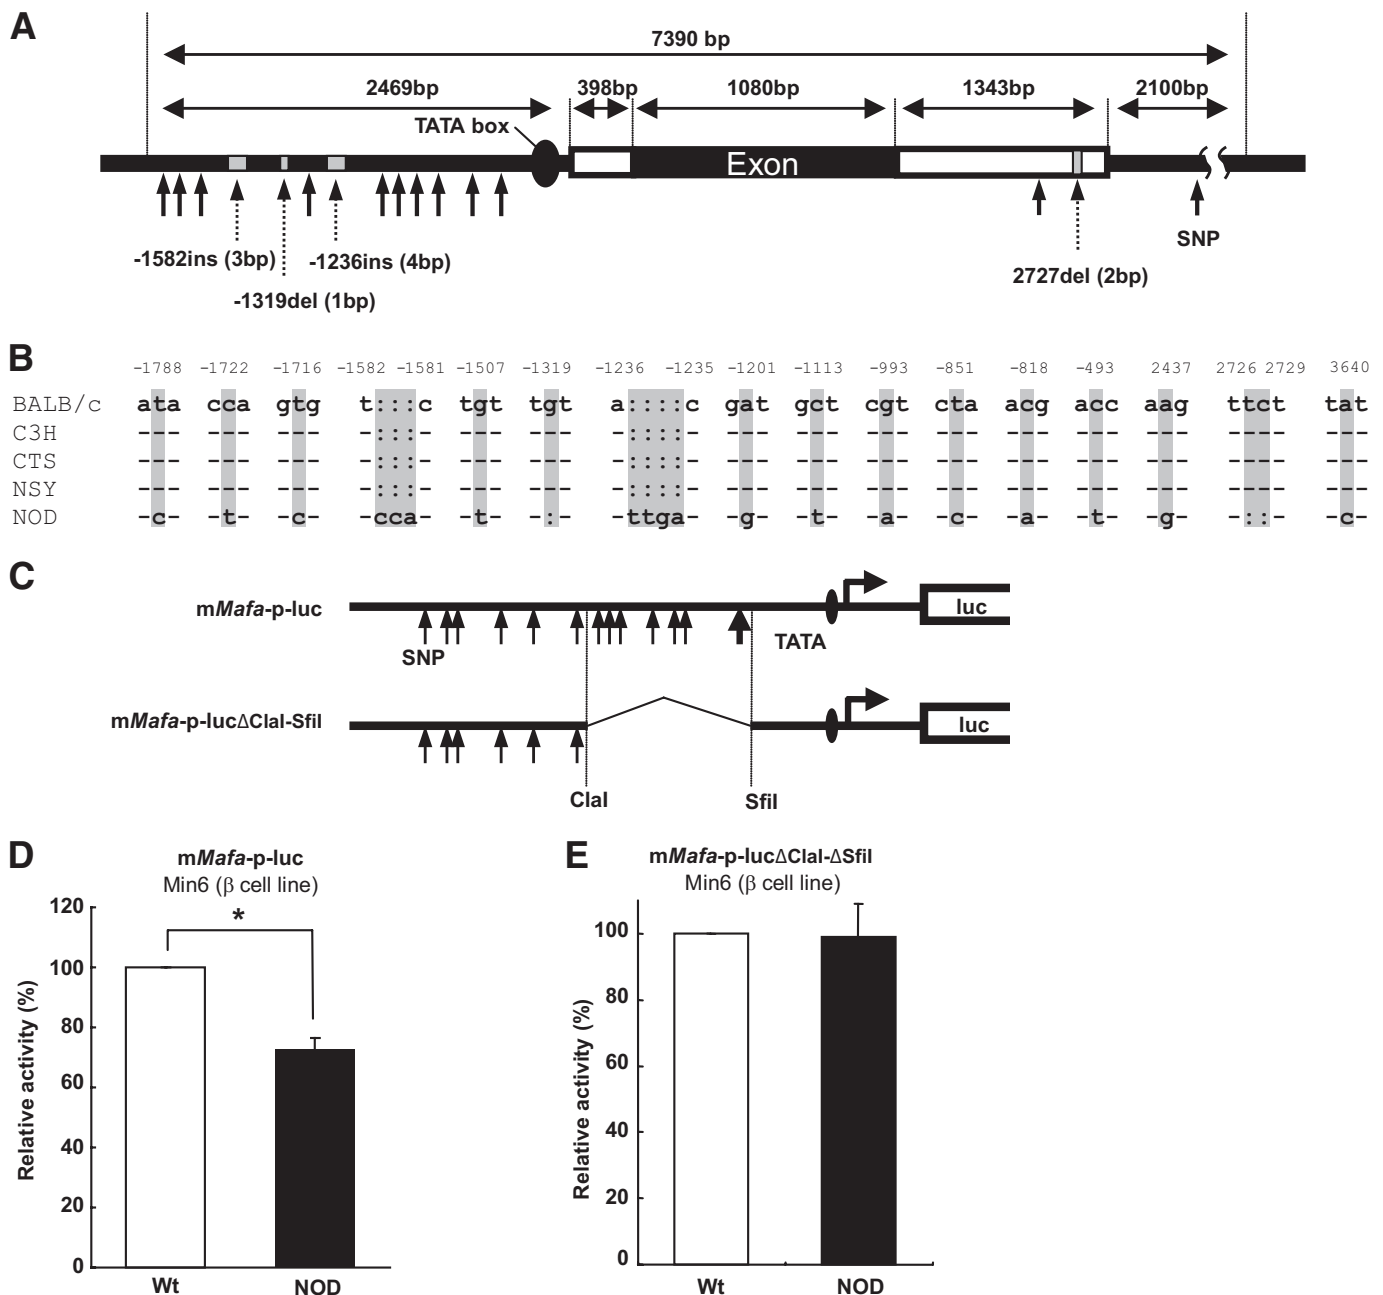 A
7390 bp
2469bp 398bp 1080bp 1343bp 2100bp
TATA box
Exon
-1582ins (3bp)
-1236ins (4bp)
-1319del (1bp)
SNP
2727del (2bp)
B
-1788 -1722 -1716 -1582 -1581 -1507 -1319 -1236 -1235 -1201 -1113 -993 -851 -818 -493 2437 2726 2729 3640
BALB/c ata cca gtg t:::c tgt tgt a::::c gat gct cgt cta acg acc aag ttct tat
C3H --- --- --- -:::- --- --- -::::- --- --- --- --- --- --- --- ---- ---
CTS --- --- --- -:::- --- --- -::::- --- --- --- --- --- --- --- ---- ---
NSY --- --- --- -:::- --- --- -::::- --- --- --- --- --- --- --- ---- ---
NOD -c- -t- -c- -cca- -t- -:- -ttga- -g- -t- -a- -c- -a- -t- -g- -::- -c-
C
mMafa-p-luc
luc
SNP
TATA
mMafa-p-lucΔClaI-SfiI
luc
ClaI SfiI
D
mMafa-p-luc
Min6 (β cell line)
*
Relative activity (%)
120
100
80
60
40
20
0
Wt NOD
E
mMafa-p-lucΔClaI-ΔSfiI
Min6 (β cell line)
Relative activity (%)
100
80
60
40
20
0
Wt NOD